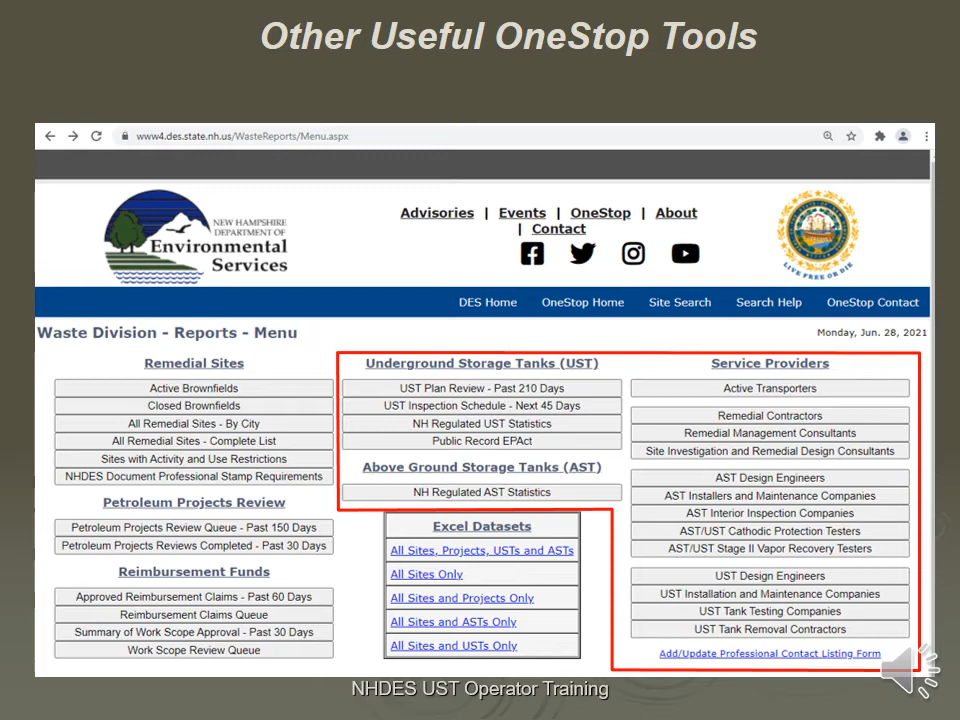 Other Useful OneStop Tools
www4.des.state.nh.us/WasteReports/Menu.aspx
NEW HAMPSHIRE
DEPARTMENT OF
Environmental
Services
Advisories | Events | OneStop | About
| Contact
LIVE FREE OR DIE
DES Home OneStop Home Site Search Search Help OneStop Contact
Waste Division - Reports - Menu
Monday, Jun. 28, 2021
Remedial Sites
Active Brownfields
Closed Brownfields
All Remedial Sites - By City
All Remedial Sites - Complete List
Sites with Activity and Use Restrictions
NHDES Document Professional Stamp Requirements
Petroleum Projects Review
Petroleum Projects Review Queue - Past 150 Days
Petroleum Projects Reviews Completed - Past 30 Days
Reimbursement Funds
Approved Reimbursement Claims - Past 60 Days
Reimbursement Claims Queue
Summary of Work Scope Approval - Past 30 Days
Work Scope Review Queue
Underground Storage Tanks (UST)
UST Plan Review - Past 210 Days
UST Inspection Schedule - Next 45 Days
NH Regulated UST Statistics
Public Record EPAct
Above Ground Storage Tanks (AST)
NH Regulated AST Statistics
Excel Datasets
All Sites, Projects, USTs and ASTs
All Sites Only
All Sites and Projects Only
All Sites and ASTs Only
All Sites and USTs Only
Service Providers
Active Transporters
Remedial Contractors
Remedial Management Consultants
Site Investigation and Remedial Design Consultants
AST Design Engineers
AST Installers and Maintenance Companies
AST Interior Inspection Companies
AST/UST Cathodic Protection Testers
AST/UST Stage II Vapor Recovery Testers
UST Design Engineers
UST Installation and Maintenance Companies
UST Tank Testing Companies
UST Tank Removal Contractors
Add/Update Professional Contact Listing Form
NHDES UST Operator Training